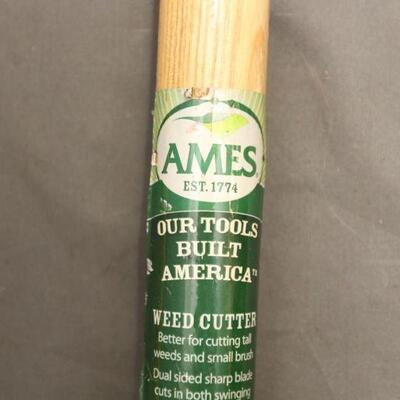 AMES
EST. 1774
OUR TOOLS
BUILT
AMERICA™
WEED CUTTER
Better for cutting tall
weeds and small brush
Dual sided sharp blade
cuts in both swinging